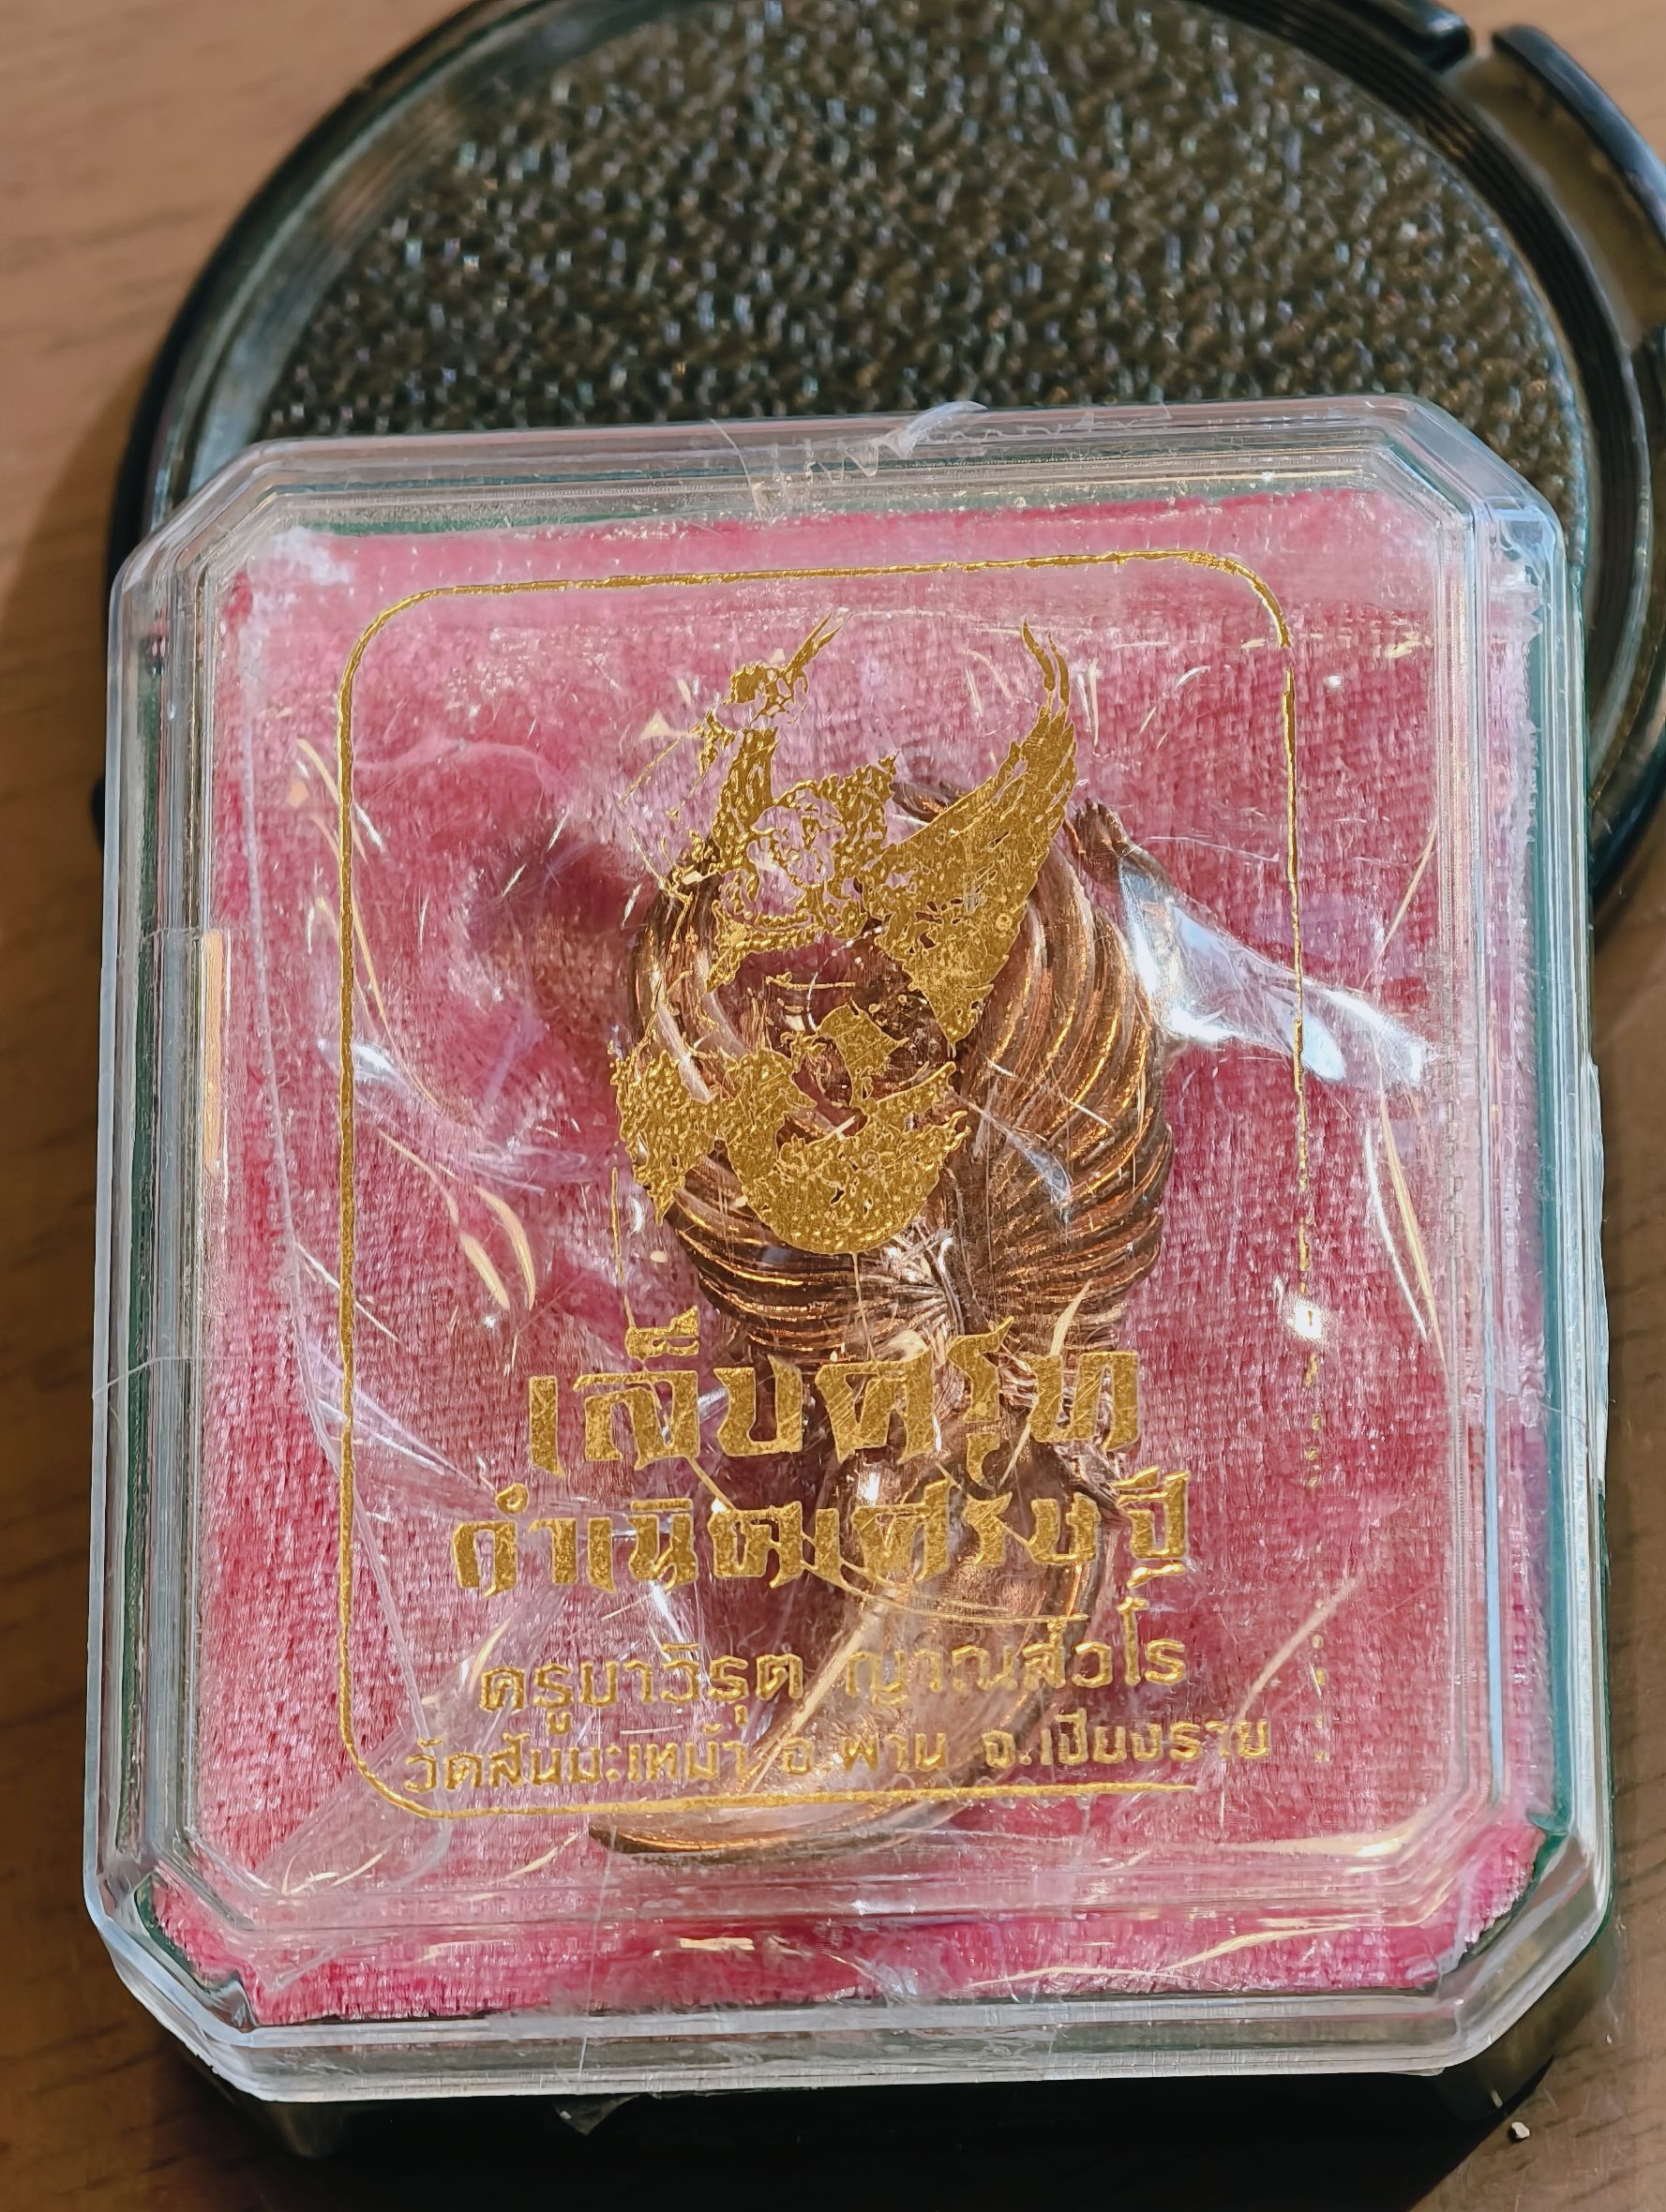 เล็บครุฑ
กำเนิดเศรษฐี
ครูบาวิรุต ญาณสํวโร
วัดสันมะเหม้า อ.พาน จ.เชียงราย